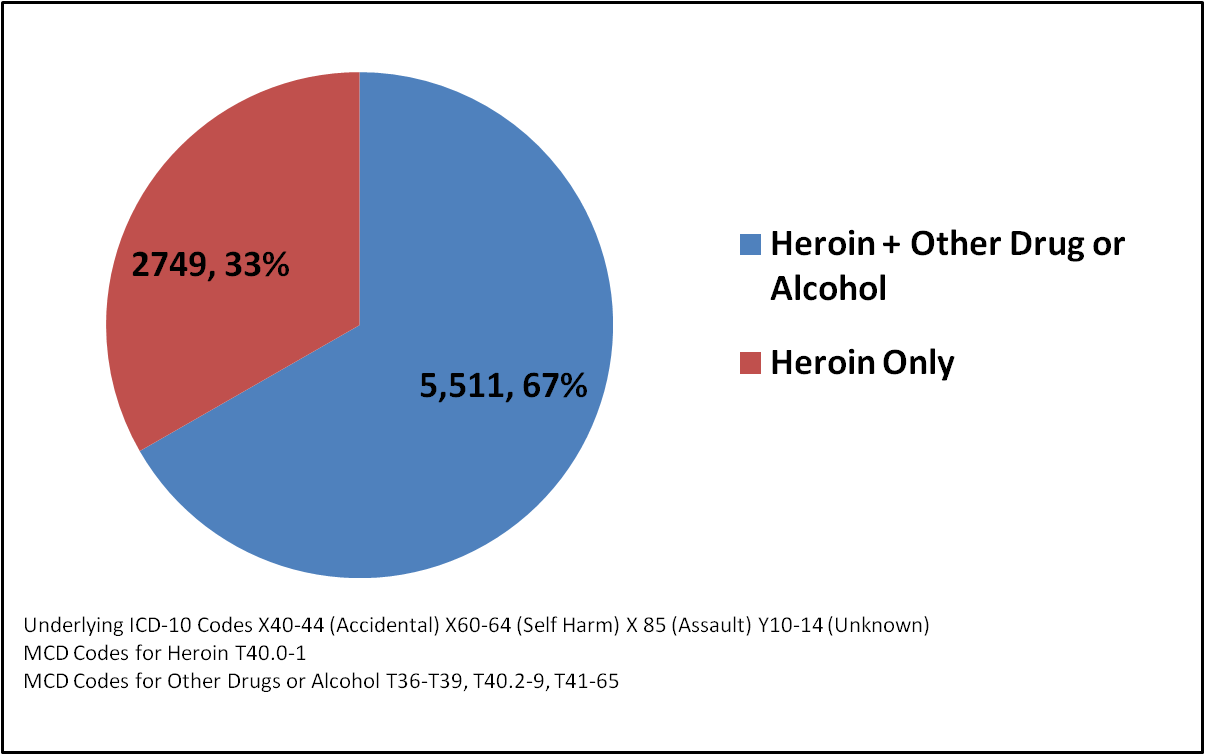 2749, 33%
5,511, 67%
Heroin + Other Drug or
Alcohol
Heroin Only
Underlying ICD-10 Codes X40-44 (Accidental) X60-64 (Self Harm) X 85 (Assault) Y10-14 (Unknown)
MCD Codes for Heroin T40.0-1
MCD Codes for Other Drugs or Alcohol T36-T39, T40.2-9, T41-65